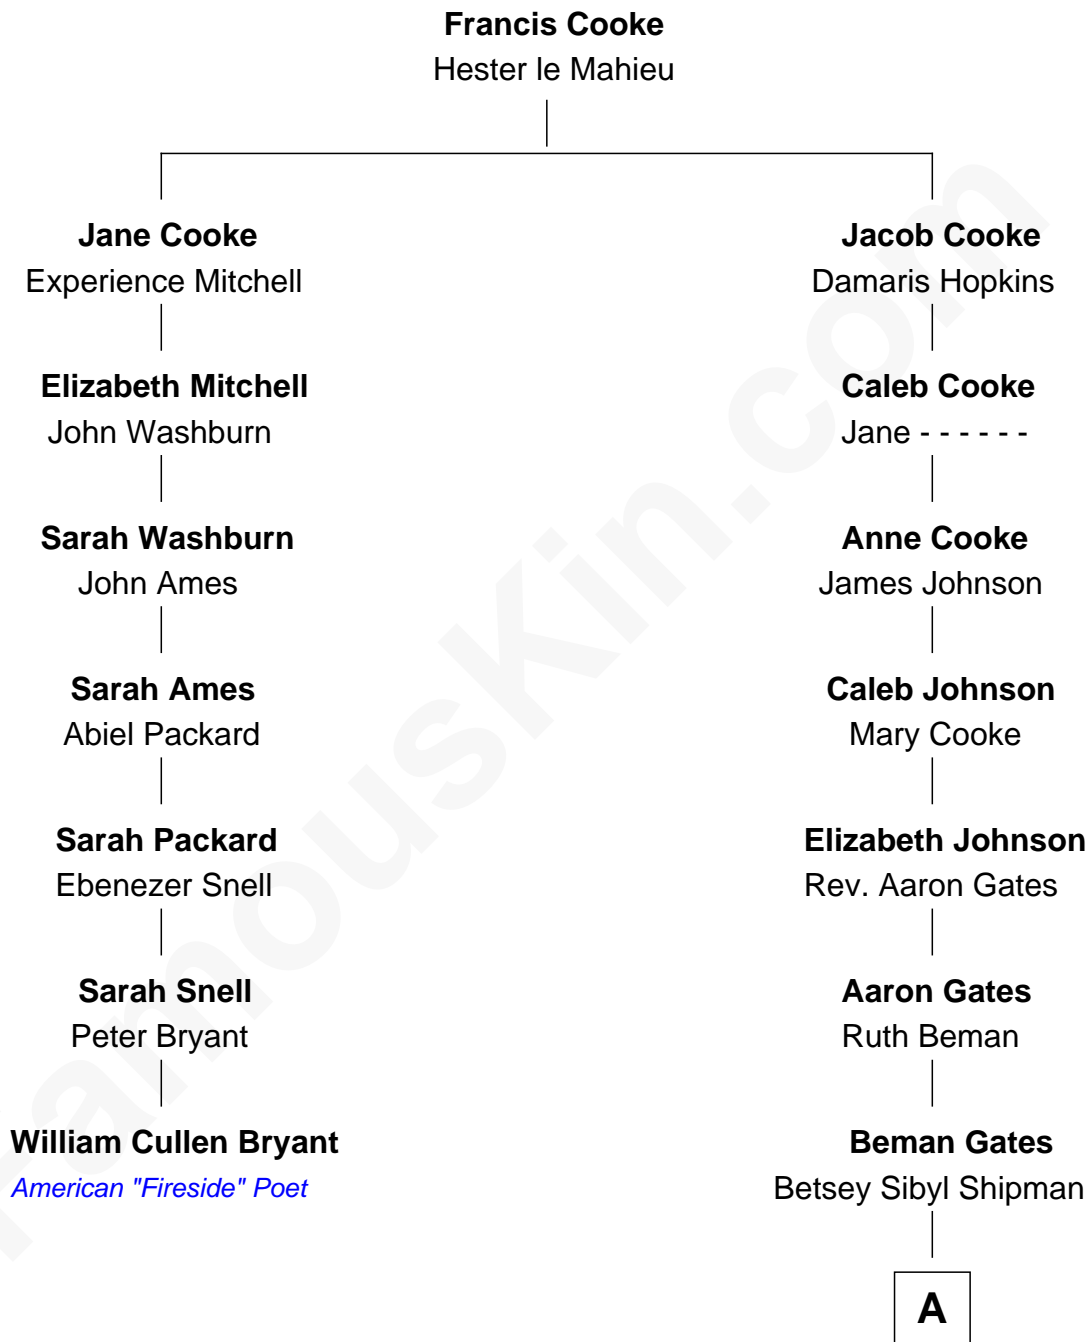 Francis Cooke
Hester le Mahieu
Jane Cooke
Experience Mitchell
Jacob Cooke
Damaris Hopkins
Elizabeth Mitchell
John Washburn
Caleb Cooke
Jane - - - - - -
Sarah Washburn
John Ames
Anne Cooke
James Johnson
Sarah Ames
Abiel Packard
Caleb Johnson
Mary Cooke
Sarah Packard
Ebenezer Snell
Elizabeth Johnson
Rev. Aaron Gates
Sarah Snell
Peter Bryant
Aaron Gates
Ruth Beman
William Cullen Bryant
American "Fireside" Poet
Beman Gates
Betsey Sibyl Shipman
A
FamousKin.com